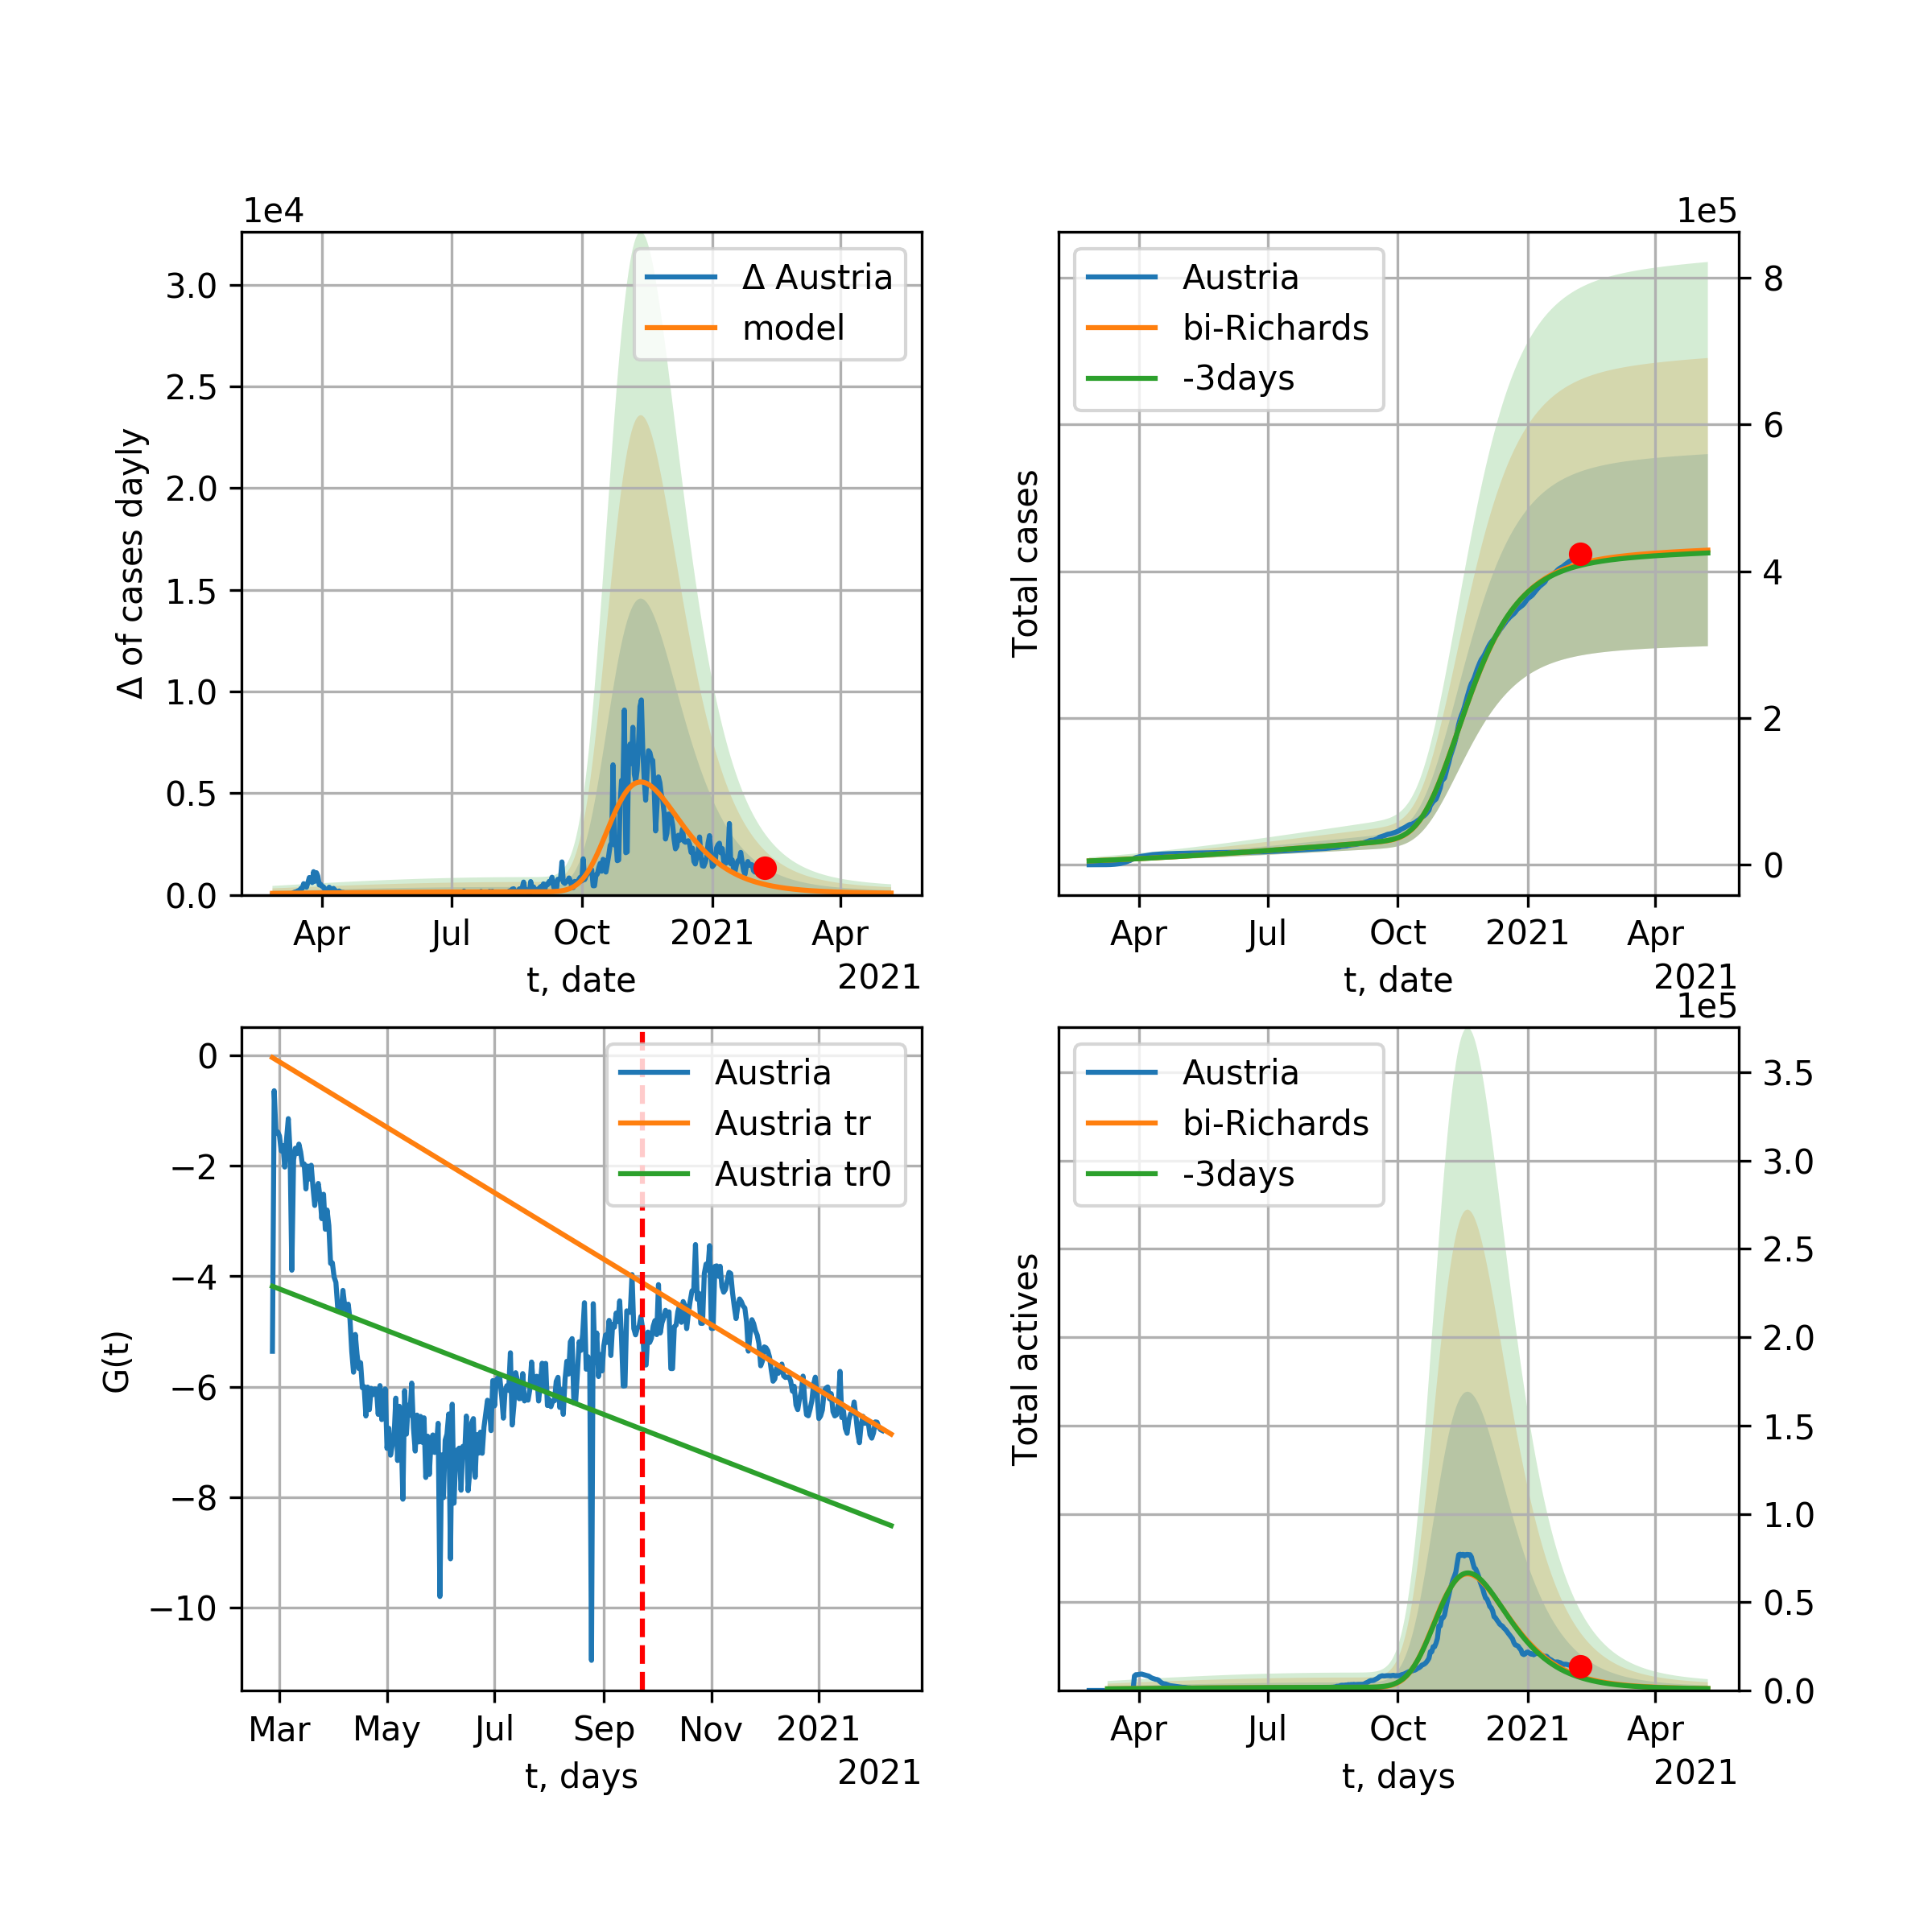 1e4
3.0
2.5
2.0
1.5
1.0
0.5
0.0
Δ of cases dayly
Δ Austria
model
Apr
Jul
Oct
2021
Apr
t, date
2021
1e5
Total cases
Austria
bi-Richards
-3days
8
6
4
2
0
Apr
Jul
Oct
2021
Apr
t, date
2021
0
−2
−4
−6
−8
−10
G(t)
Austria
Austria tr
Austria tr0
Mar
May
Jul
Sep
Nov
2021
t, days
2021
1e5
Total actives
Austria
bi-Richards
-3days
3.5
3.0
2.5
2.0
1.5
1.0
0.5
0.0
Apr
Jul
Oct
2021
Apr
t, days
2021